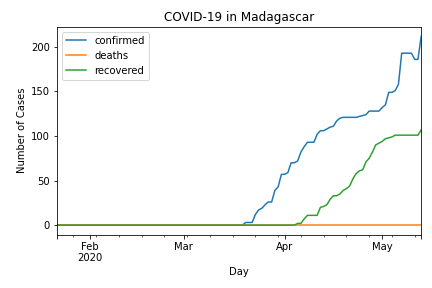 COVID-19 in Madagascar
confirmed
deaths
recovered
Number of Cases
200
150
100
50
0
Feb
2020
Mar
Apr
May
Day